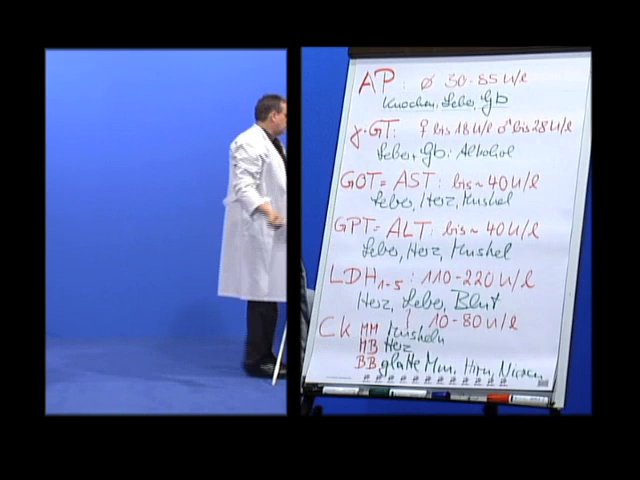 AP : ø 30-85 U/l
Knochen, Leber, Gb
γ-GT: ♀ bis 18 U/l ♂ bis 28 U/l
Leber, Gb: Alkohol
GOT = AST: bis ~ 40 U/l
Leber, Herz, Muskel
GPT = ALT: bis ~ 40 U/l
Leber, Herz, Muskel
LDH1-5 : 110-220 U/l
Herz, Leber, Blut
CK : 10-80 U/l
MM Muskeln
MB Herz
BB glatte Mm. Hirn, Nieren